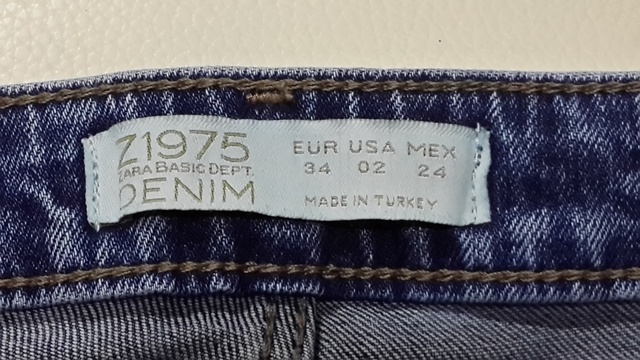 Z1975
ZARA BASIC DEPT.
DENIM
EUR USA MEX
34 02 24
MADE IN TURKEY